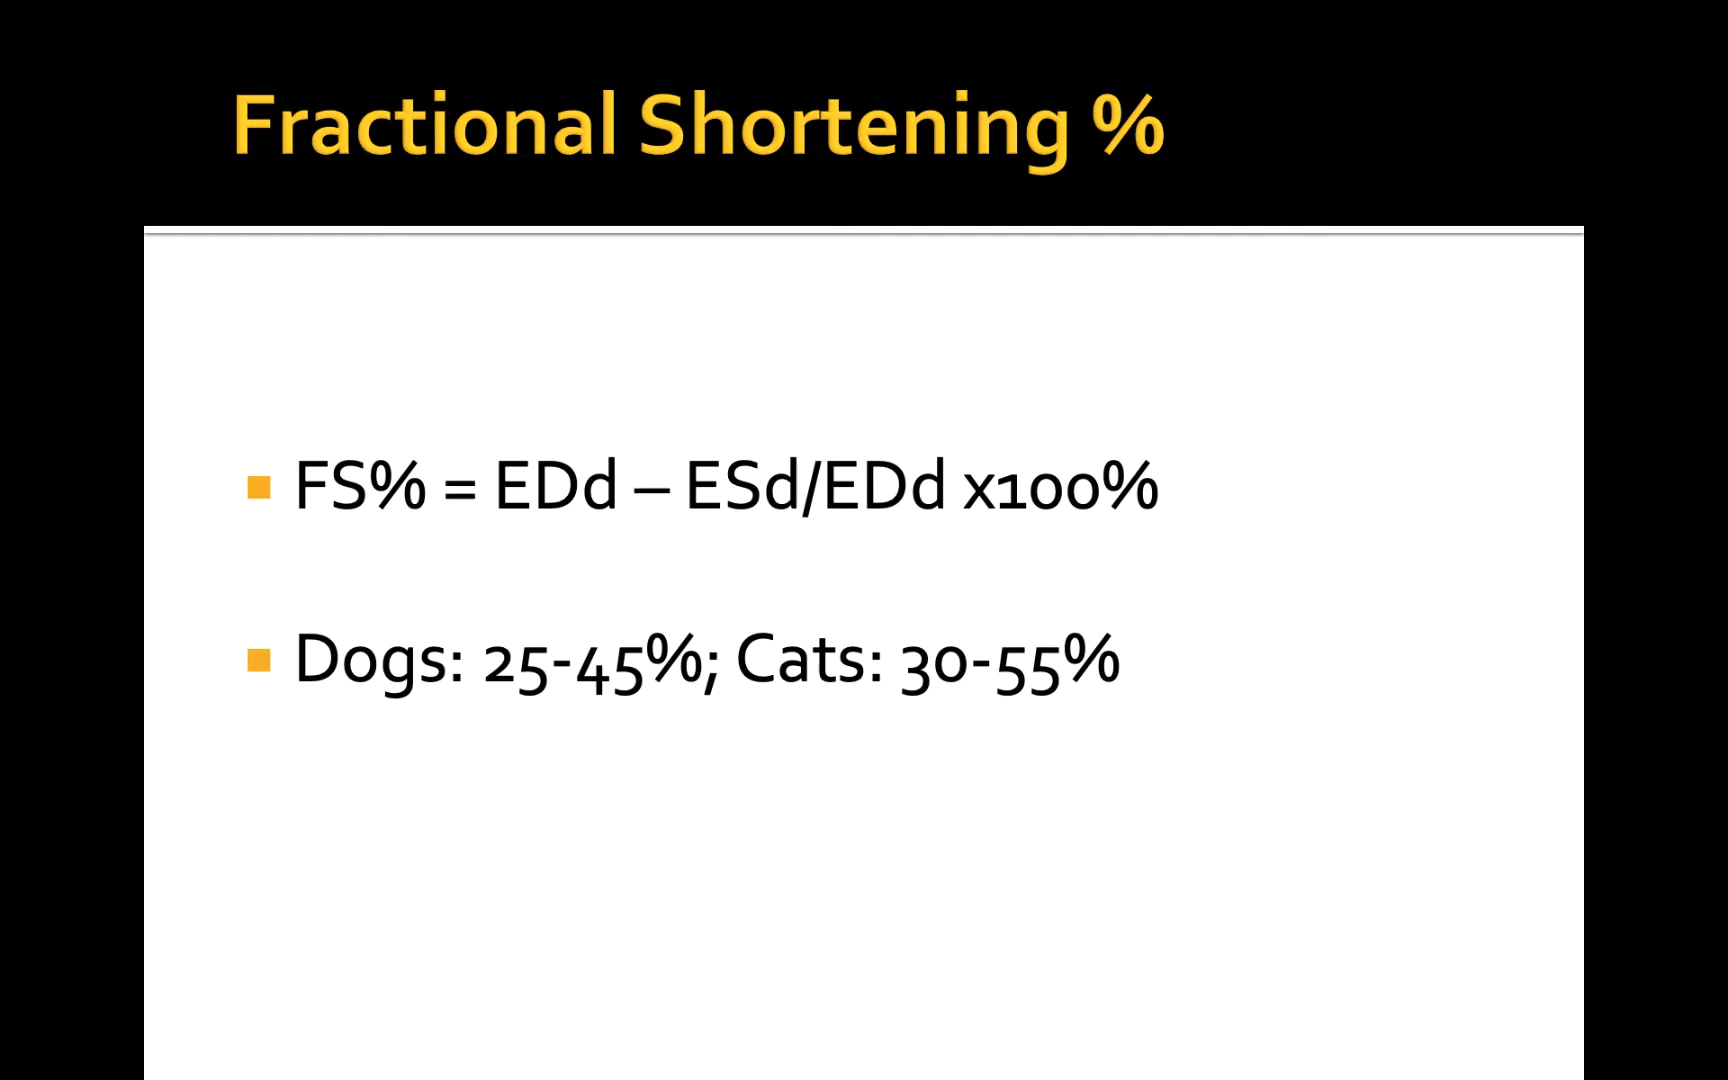 Fractional Shortening %
FS% = EDd – ESd/EDd x100%
Dogs: 25-45%; Cats: 30-55%